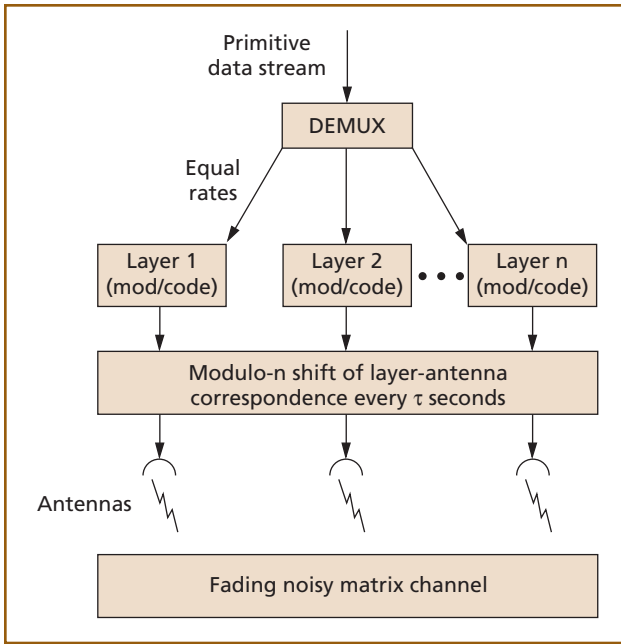 Primitive
data stream
DEMUX
Equal
rates
Layer 1
(mod/code)
Layer 2
(mod/code)
Layer n
(mod/code)
Modulo-n shift of layer-antenna
correspondence every τ seconds
Antennas
Fading noisy matrix channel